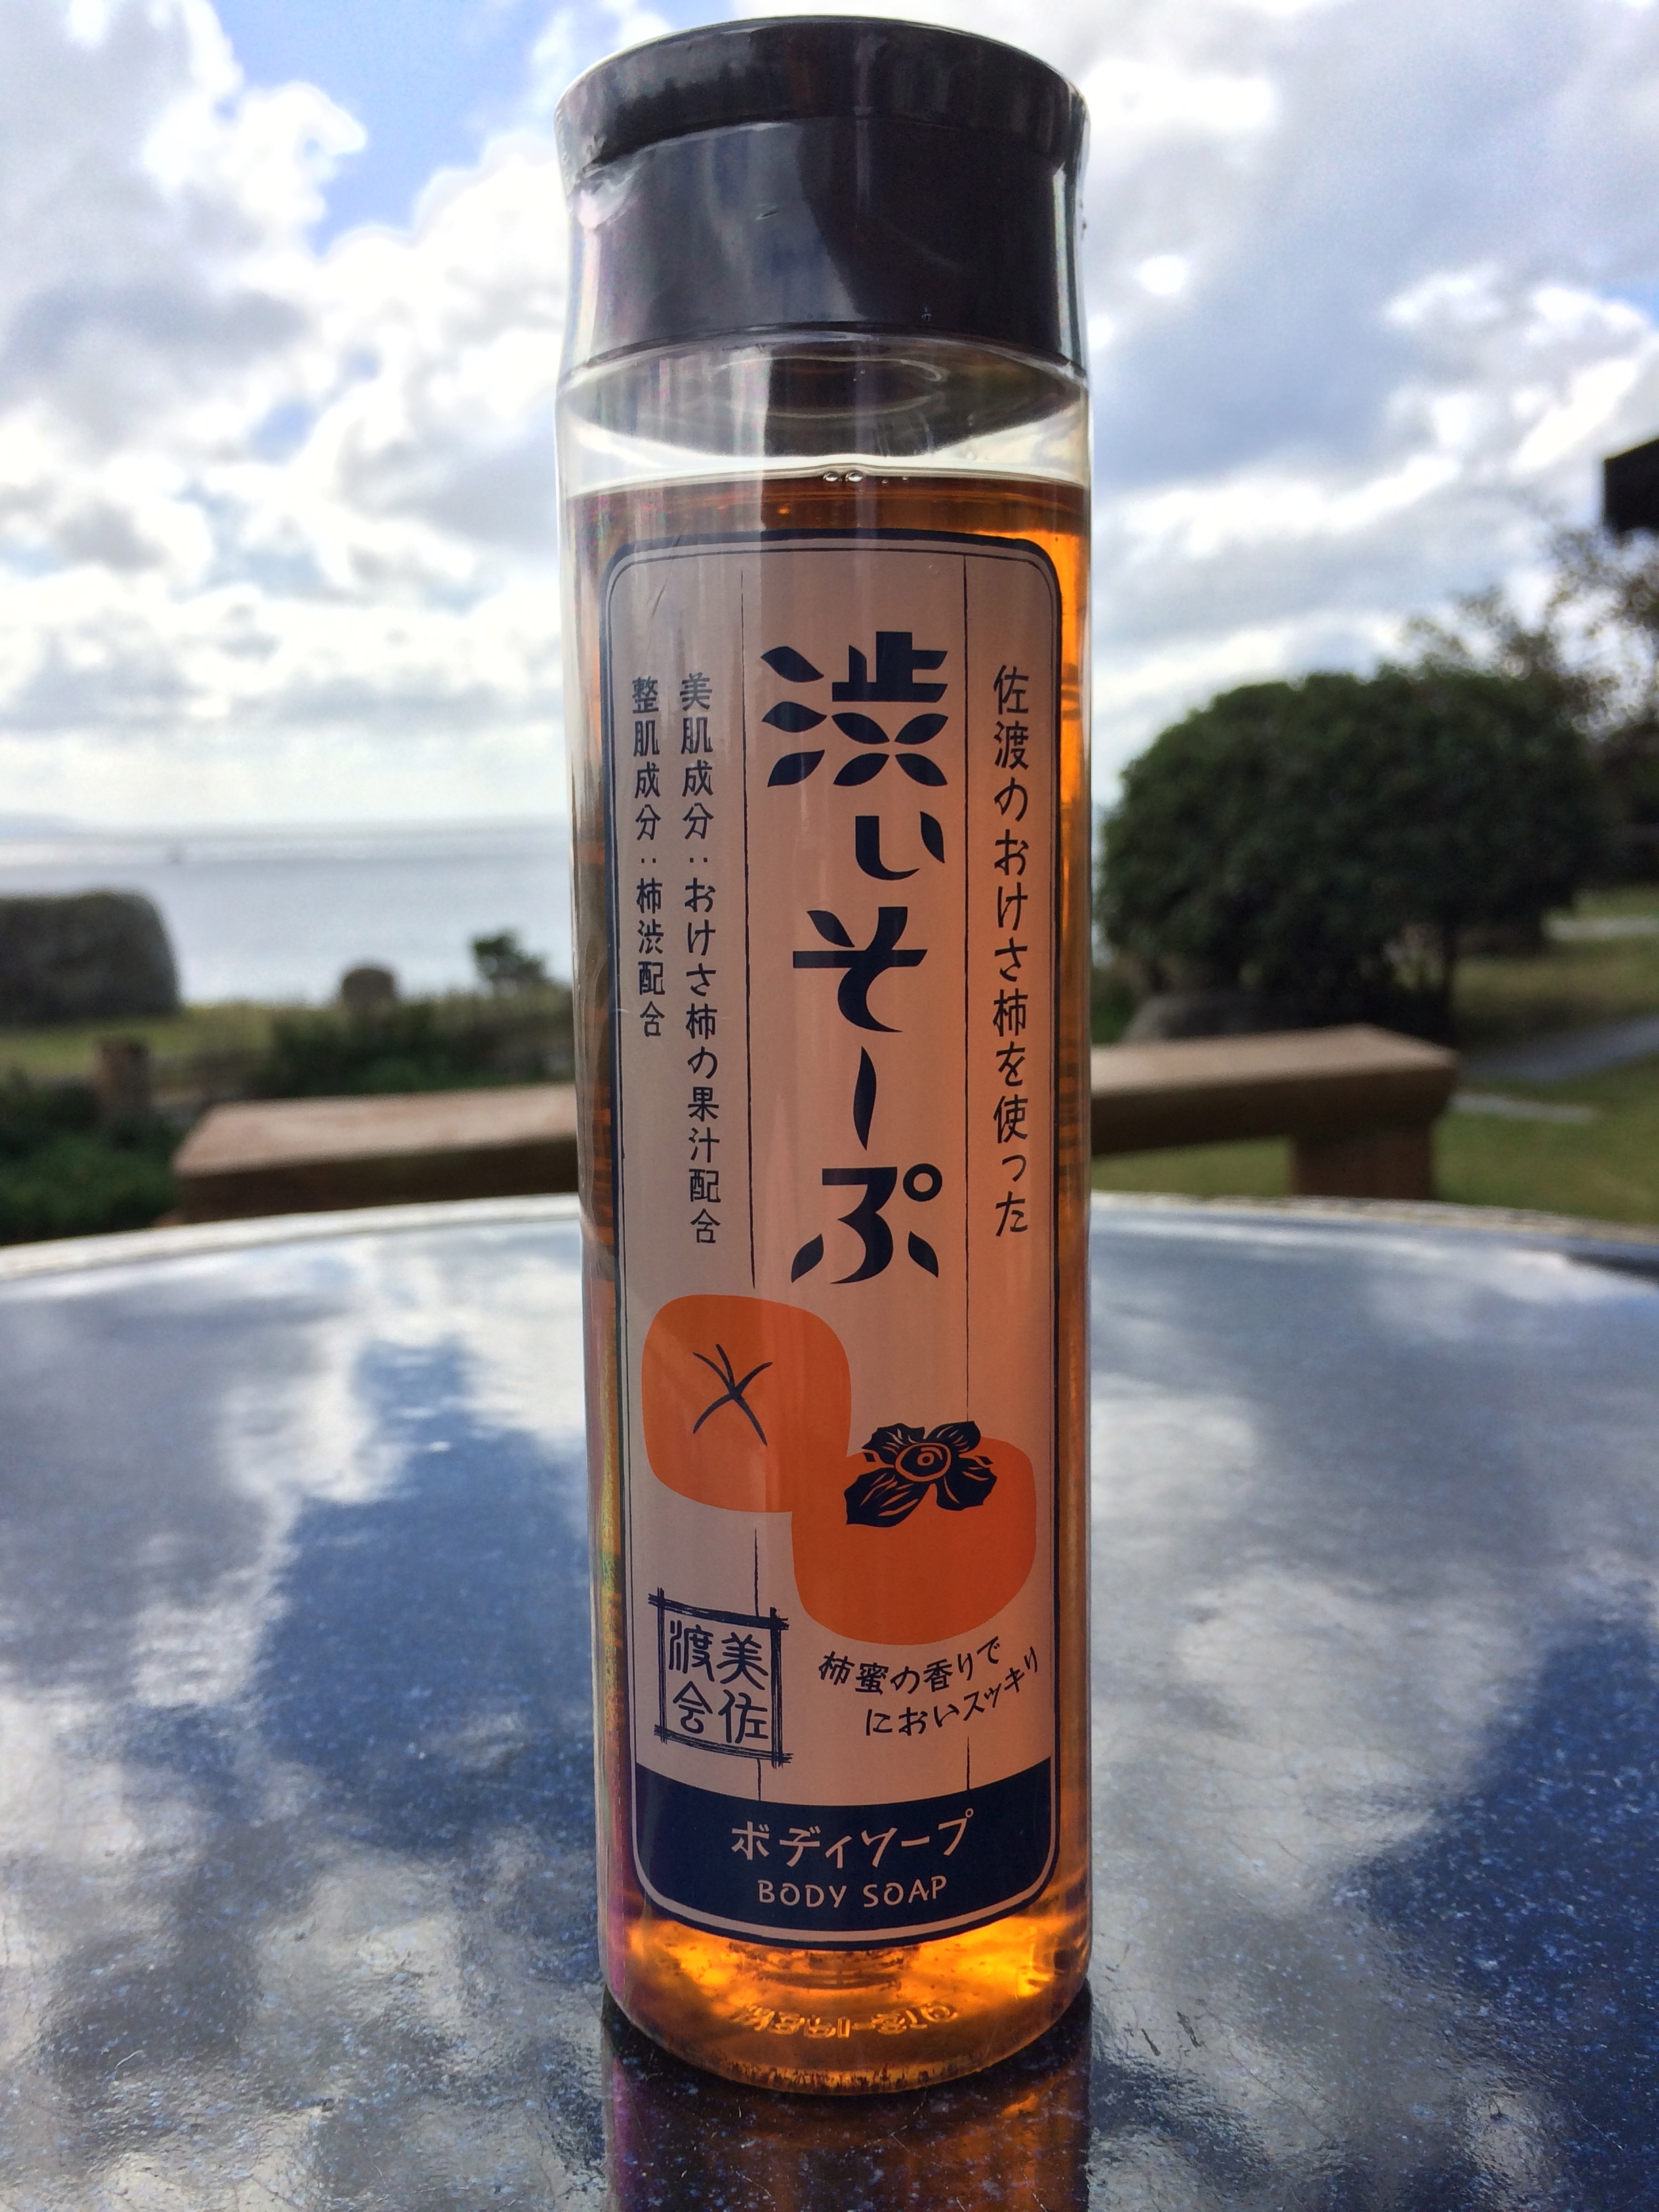 佐渡のおけさ柿を使った
渋いそーぷ
美肌成分：おけさ柿の果汁配合
整肌成分：柿渋配合
美佐
渡会
柿蜜の香りで
においスッキリ
ボディソープ
BODY SOAP